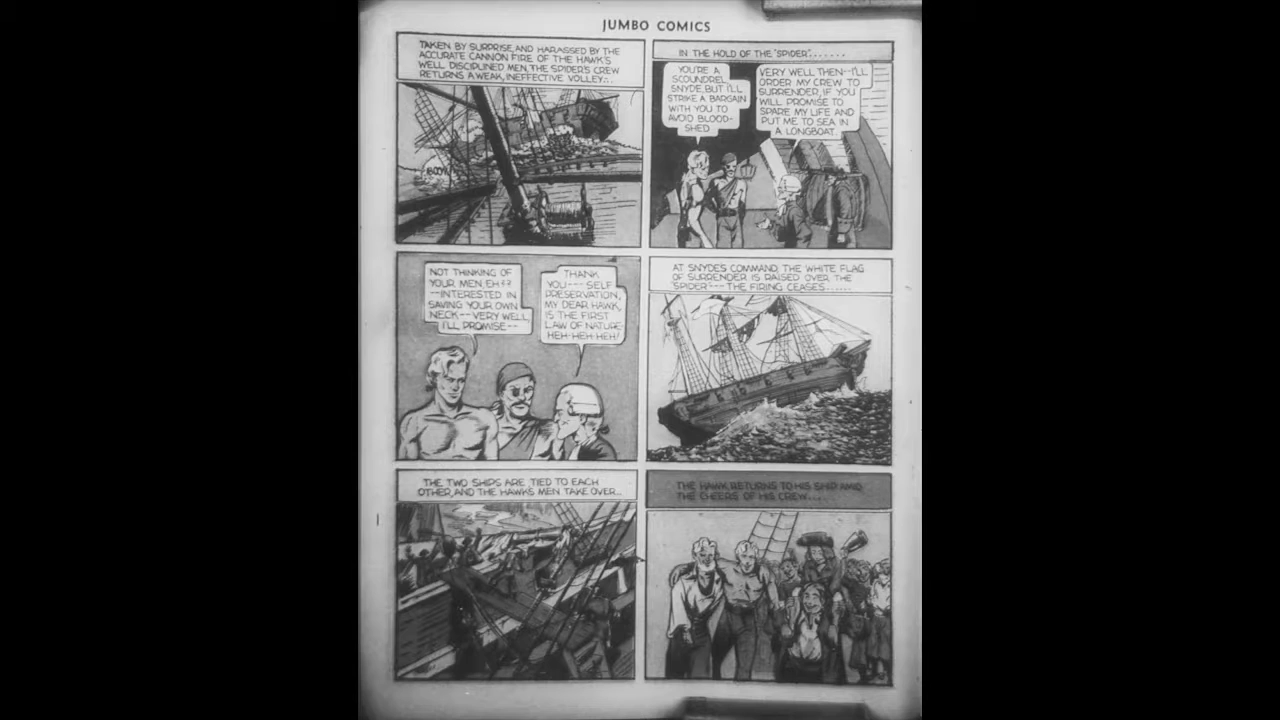 JUMBO COMICS
TAKEN BY SURPRISE, AND HARASSED BY THE
ACCURATE CANNON FIRE OF THE HAWK'S
WELL DISCIPLINED MEN, THE SPIDER'S CREW
RETURNS A WEAK, INEFFECTIVE VOLLEY...
BOOM
IN THE HOLD OF THE "SPIDER".......
YOU'RE A
SCOUNDREL,
SNYDE, BUT I'LL
STRIKE A BARGAIN
WITH YOU TO
AVOID BLOOD-
SHED
VERY WELL THEN--I'LL
ORDER MY CREW TO
SURRENDER, IF YOU
WILL PROMISE TO
SPARE MY LIFE AND
PUT ME TO SEA IN
A LONGBOAT.
NOT THINKING OF
YOUR MEN, EH??
--INTERESTED IN
SAVING YOUR OWN
NECK--VERY WELL,
I'LL PROMISE--
THANK
YOU---SELF
PRESERVATION,
MY DEAR HAWK,
IS THE FIRST
LAW OF NATURE-
HEH-HEH-HEH!
AT SNYDE'S COMMAND, THE WHITE FLAG
OF SURRENDER IS RAISED OVER THE
"SPIDER"---THE FIRING CEASES......
THE TWO SHIPS ARE TIED TO EACH
OTHER, AND THE HAWK'S MEN TAKE OVER...
THE HAWK RETURNS TO HIS SHIP AMID
THE CHEERS OF HIS CREW....